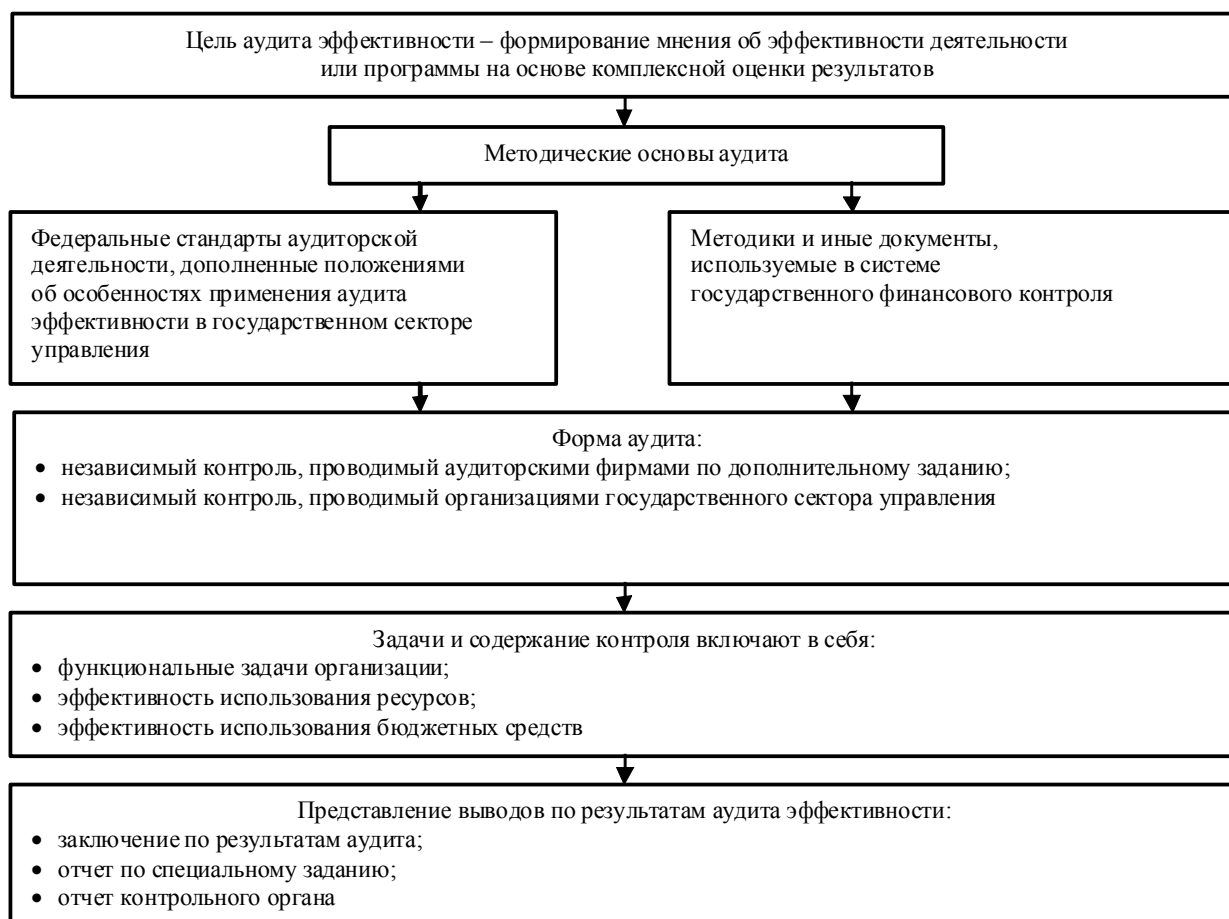 Цель аудита эффективности – формирование мнения об эффективности деятельности
или программы на основе комплексной оценки результатов
Методические основы аудита
Федеральные стандарты аудиторской
деятельности, дополненные положениями
об особенностях применения аудита
эффективности в государственном секторе
управления
Методики и иные документы,
используемые в системе
государственного финансового контроля
Форма аудита:
• независимый контроль, проводимый аудиторскими фирмами по дополнительному заданию;
• независимый контроль, проводимый организациями государственного сектора управления
Задачи и содержание контроля включают в себя:
• функциональные задачи организации;
• эффективность использования ресурсов;
• эффективность использования бюджетных средств
Представление выводов по результатам аудита эффективности:
• заключение по результатам аудита;
• отчет по специальному заданию;
• отчет контрольного органа